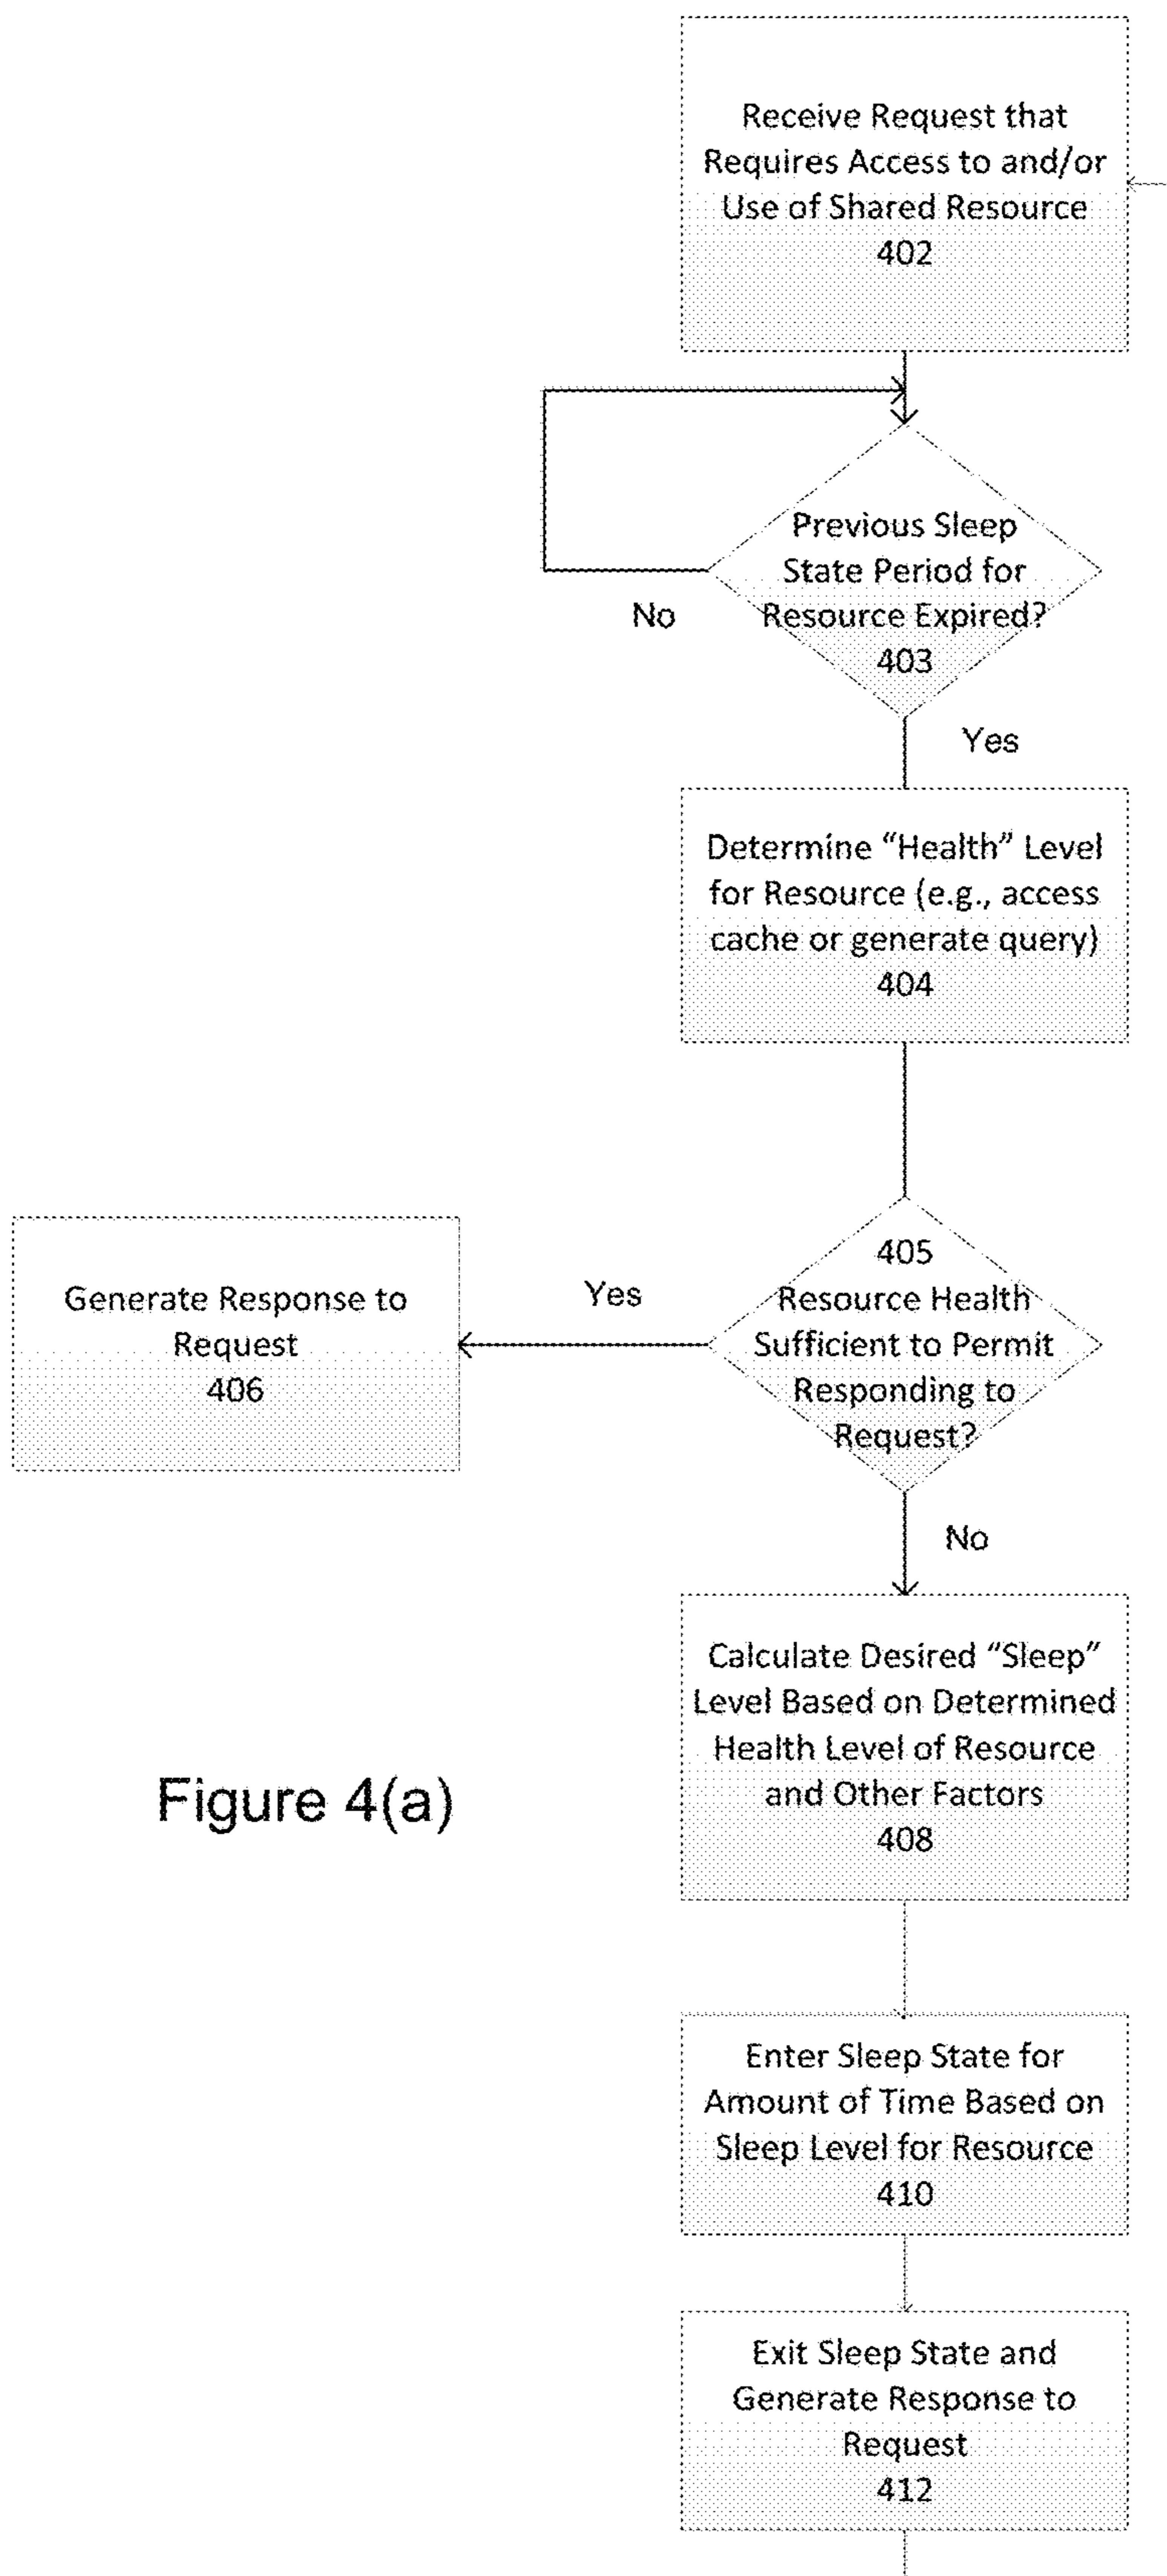 Receive Request that
Requires Access to and/or
Use of Shared Resource
402
Previous Sleep
State Period for
Resource Expired?
403
No
Yes
Determine “Health” Level
for Resource (e.g., access
cache or generate query)
404
405
Resource Health
Sufficient to Permit
Responding to
Request?
Yes
Generate Response to
Request
406
No
Calculate Desired “Sleep”
Level Based on Determined
Health Level of Resource
and Other Factors
408
Figure 4(a)
Enter Sleep State for
Amount of Time Based on
Sleep Level for Resource
410
Exit Sleep State and
Generate Response to
Request
412